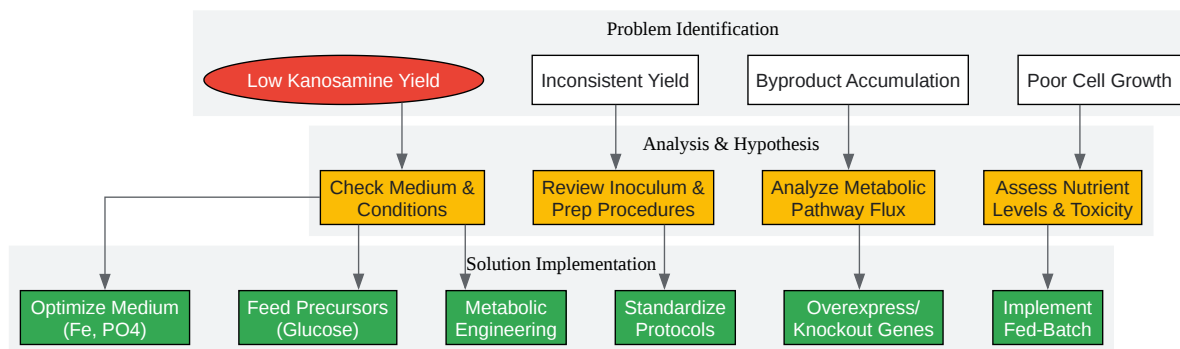 Problem Identification
Low Kanosamine Yield
Inconsistent Yield
Byproduct Accumulation
Poor Cell Growth
Analysis & Hypothesis
Check Medium &
Conditions
Review Inoculum &
Prep Procedures
Analyze Metabolic
Pathway Flux
Assess Nutrient
Levels & Toxicity
Solution Implementation
Optimize Medium
(Fe, PO4)
Feed Precursors
(Glucose)
Metabolic
Engineering
Standardize
Protocols
Overexpress/
Knockout Genes
Implement
Fed-Batch